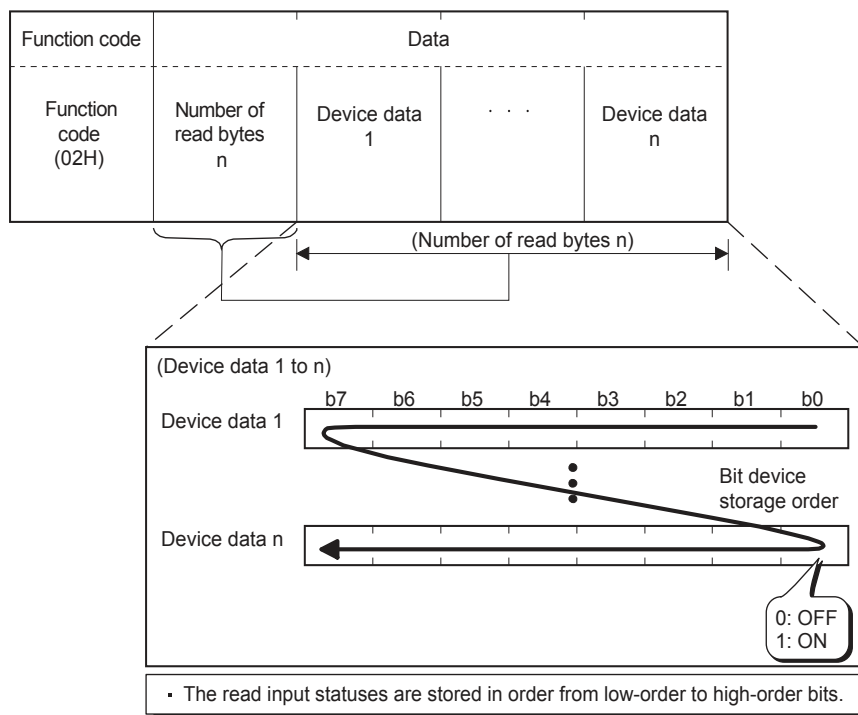 Function code Data
Function
code
(02H)
Number of
read bytes
n
Device data
1
· · ·
Device data
n
(Number of read bytes n)
(Device data 1 to n)
b7 b6 b5 b4 b3 b2 b1 b0
Device data 1
Bit device
storage order
Device data n
0: OFF
1: ON
· The read input statuses are stored in order from low-order to high-order bits.